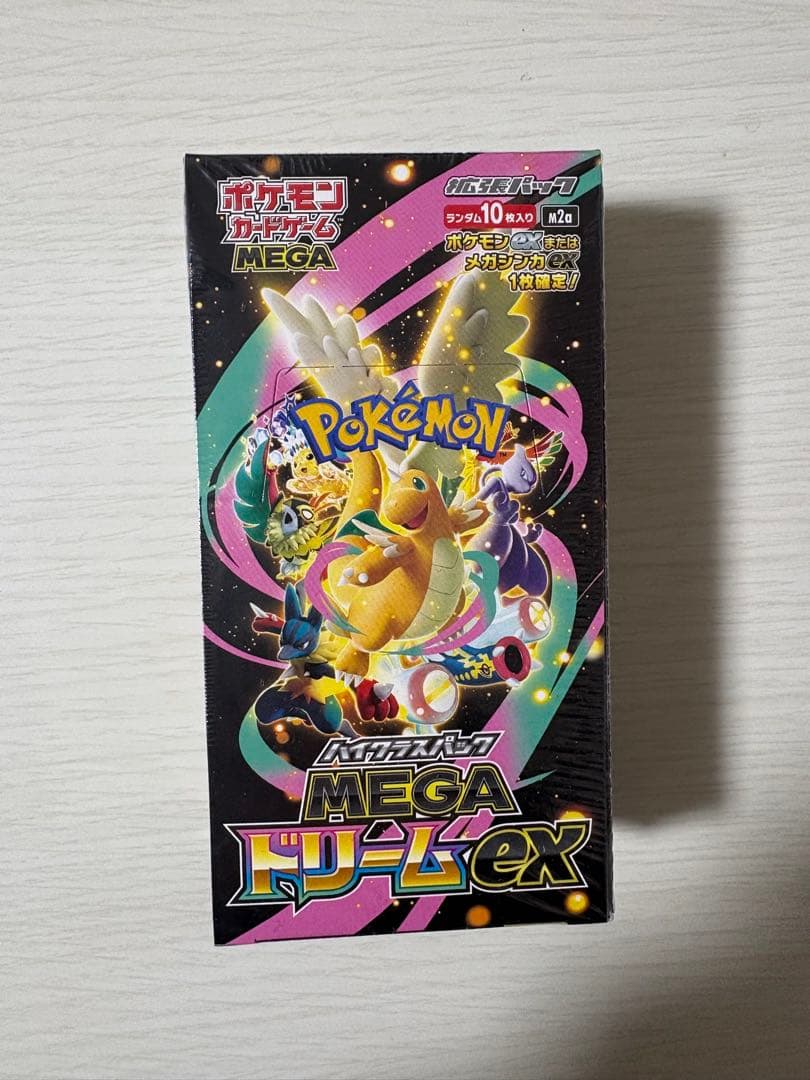 ポケモン
カードゲーム
MEGA
拡張パック
ランダム10枚入り M2a
ポケモンexまたは
メガシンカex
1枚確定!
POKéMON
ハイクラスパック
MEGA
ドリームex